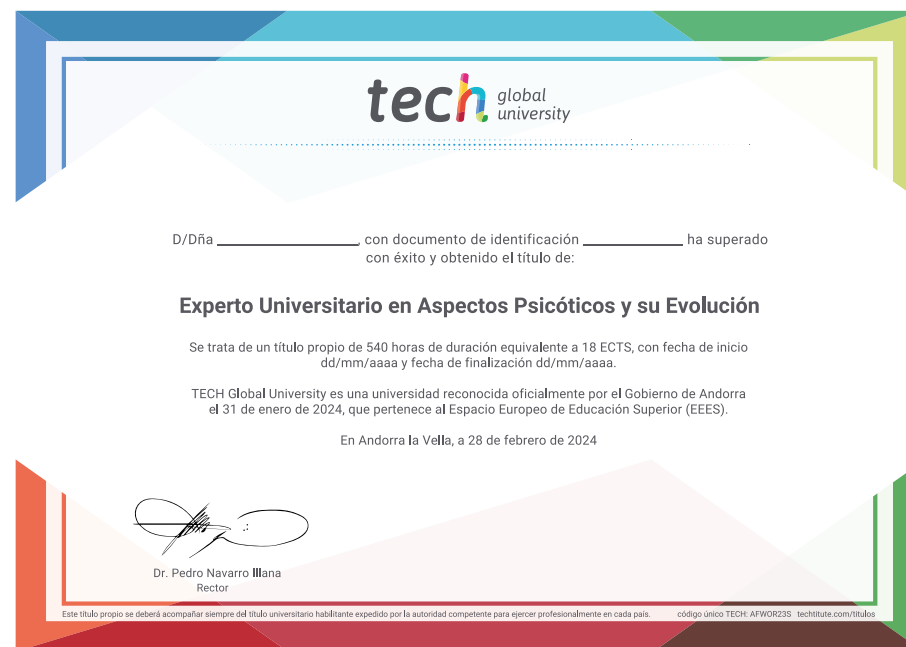 tech global university
D/Dña ____________, con documento de identificación ____________ ha superado
con éxito y obtenido el título de:
Experto Universitario en Aspectos Psicóticos y su Evolución
Se trata de un título propio de 540 horas de duración equivalente a 18 ECTS, con fecha de inicio
dd/mm/aaaa y fecha de finalización dd/mm/aaaa.
TECH Global University es una universidad reconocida oficialmente por el Gobierno de Andorra
el 31 de enero de 2024, que pertenece al Espacio Europeo de Educación Superior (EEES).
En Andorra la Vella, a 28 de febrero de 2024
Dr. Pedro Navarro Illana
Rector
Este título propio se deberá acompañar siempre del título universitario habilitante expedido por la autoridad competente para ejercer profesionalmente en cada país. código único TECH: AFWOR23S techtitute.com/titulos